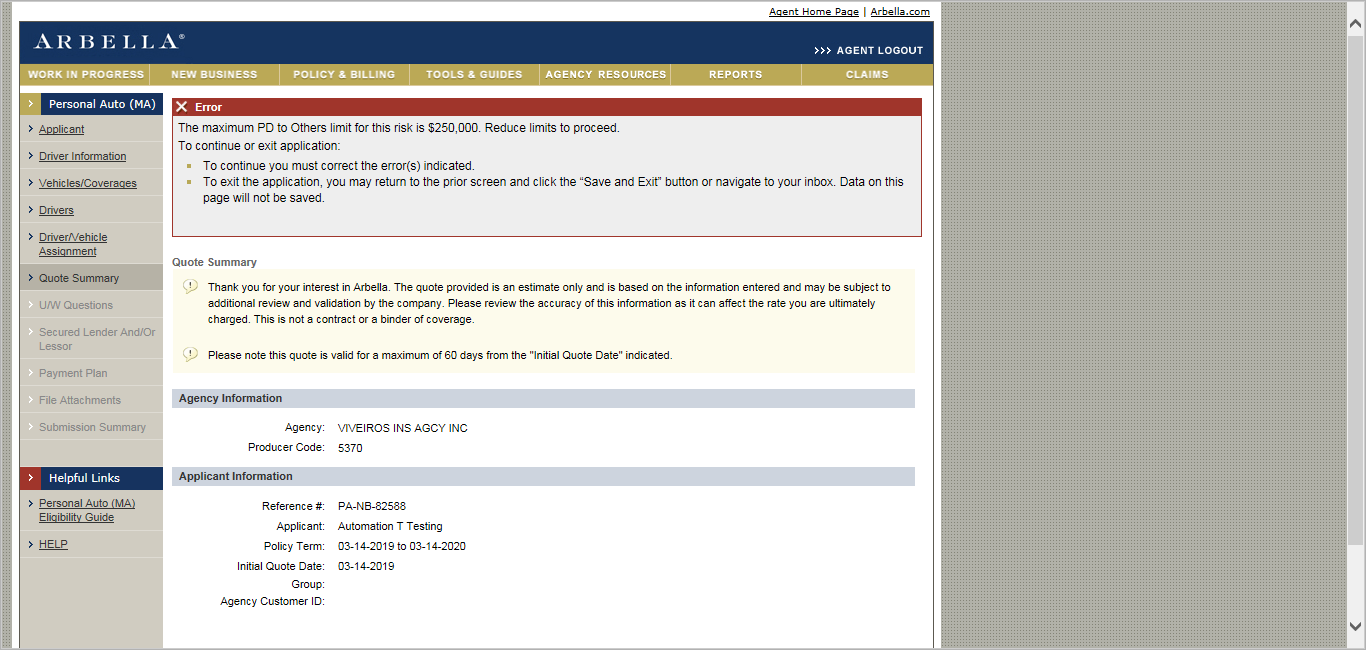 Agent Home Page | Arbella.com
ARBELLA®
>>> AGENT LOGOUT
WORK IN PROGRESS NEW BUSINESS POLICY & BILLING TOOLS & GUIDES AGENCY RESOURCES REPORTS CLAIMS
Personal Auto (MA)
Applicant
Driver Information
Vehicles/Coverages
Drivers
Driver/Vehicle
Assignment
Quote Summary
U/W Questions
Secured Lender And/Or
Lessor
Payment Plan
File Attachments
Submission Summary
Helpful Links
Personal Auto (MA)
Eligibility Guide
HELP
Error
The maximum PD to Others limit for this risk is $250,000. Reduce limits to proceed.
To continue or exit application:
To continue you must correct the error(s) indicated.
To exit the application, you may return to the prior screen and click the “Save and Exit” button or navigate to your inbox. Data on this
page will not be saved.
Quote Summary
Thank you for your interest in Arbella. The quote provided is an estimate only and is based on the information entered and may be subject to
additional review and validation by the company. Please review the accuracy of this information as it can affect the rate you are ultimately
charged. This is not a contract or a binder of coverage.
Please note this quote is valid for a maximum of 60 days from the "Initial Quote Date" indicated.
Agency Information
Agency: VIVEIROS INS AGCY INC
Producer Code: 5370
Applicant Information
Reference #: PA-NB-82588
Applicant: Automation T Testing
Policy Term: 03-14-2019 to 03-14-2020
Initial Quote Date: 03-14-2019
Group:
Agency Customer ID: